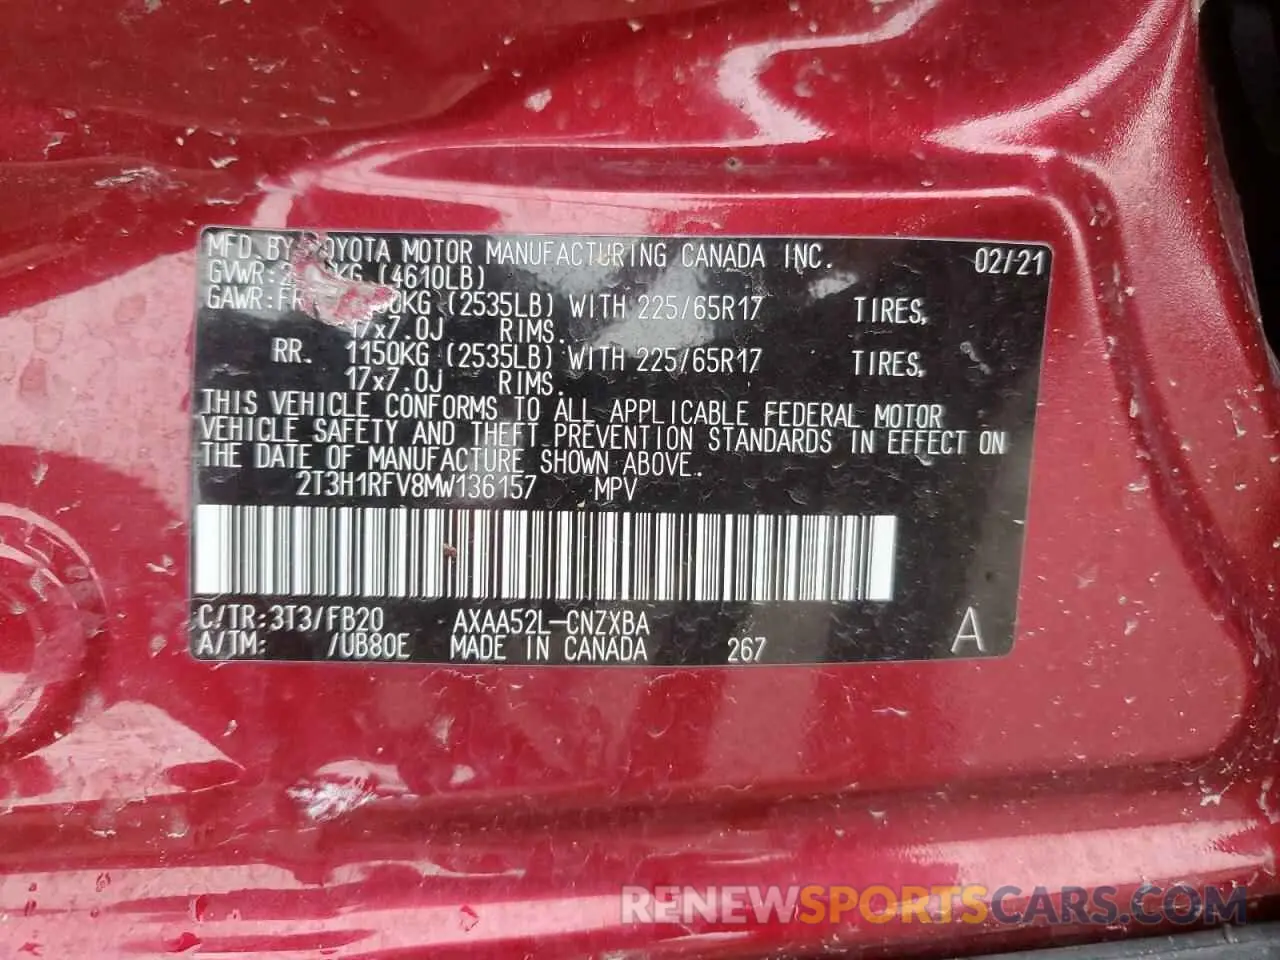 MFD.BY TOYOTA MOTOR MANUFACTURING CANADA INC. 02/21
GVWR: (4610LB)
GAWR: (2535LB) WITH 225/65R17 TIRES,
17x7.0J RIMS.
RR. 1150KG (2535LB) WITH 225/65R17 TIRES,
17x7.0J RIMS.
THIS VEHICLE CONFORMS TO ALL APPLICABLE FEDERAL MOTOR
VEHICLE SAFETY AND THEFT PREVENTION STANDARDS IN EFFECT ON
THE DATE OF MANUFACTURE SHOWN ABOVE.
2T3H1RFV8MW136157 MPV
C/TR:3T3/FB20 AXAA52L-CNZXBA
A/TM: /UB80E MADE IN CANADA 267 A
RENEWSPORTSCARS.COM